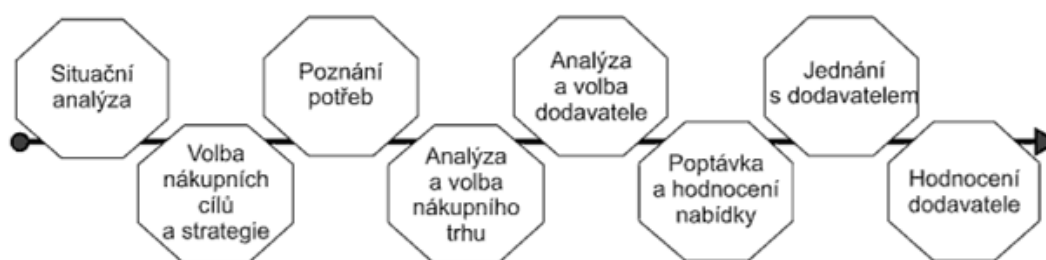 Situační
analýza
Volba
nákupních
cílů
a strategie
Poznání
potřeb
Analýza
a volba
nákupního
trhu
Analýza
a volba
dodavatele
Poptávka
a hodnocení
nabídky
Jednání
s dodavatelem
Hodnocení
dodavatele